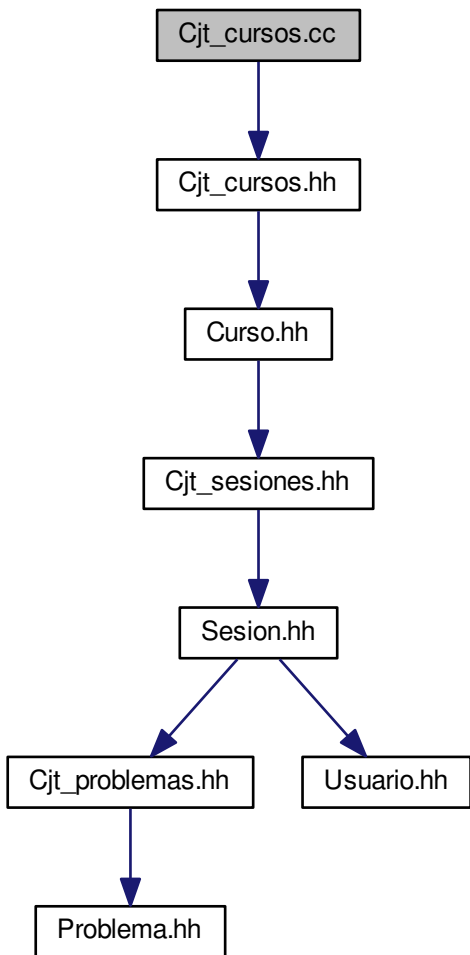 Cjt_cursos.cc
Cjt_cursos.hh
Curso.hh
Cjt_sesiones.hh
Sesion.hh
Cjt_problemas.hh
Usuario.hh
Problema.hh